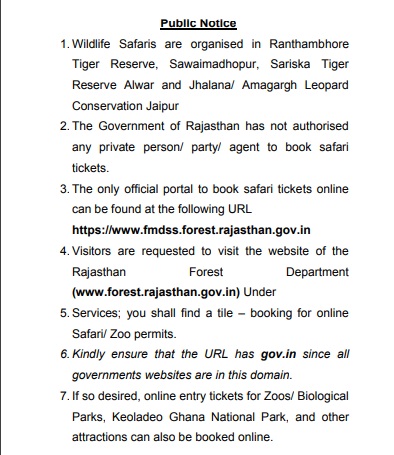 Public Notice
1. Wildlife Safaris are organised in Ranthambhore
Tiger Reserve, Sawaimadhopur, Sariska Tiger
Reserve Alwar and Jhalana/ Amagargh Leopard
Conservation Jaipur
2. The Government of Rajasthan has not authorised
any private person/ party/ agent to book safari
tickets.
3. The only official portal to book safari tickets online
can be found at the following URL
https://www.fmdss.forest.rajasthan.gov.in
4. Visitors are requested to visit the website of the
Rajasthan Forest Department
(www.forest.rajasthan.gov.in) Under
5. Services; you shall find a tile – booking for online
Safari/ Zoo permits.
6. Kindly ensure that the URL has gov.in since all
governments websites are in this domain.
7. If so desired, online entry tickets for Zoos/ Biological
Parks, Keoladeo Ghana National Park, and other
attractions can also be booked online.